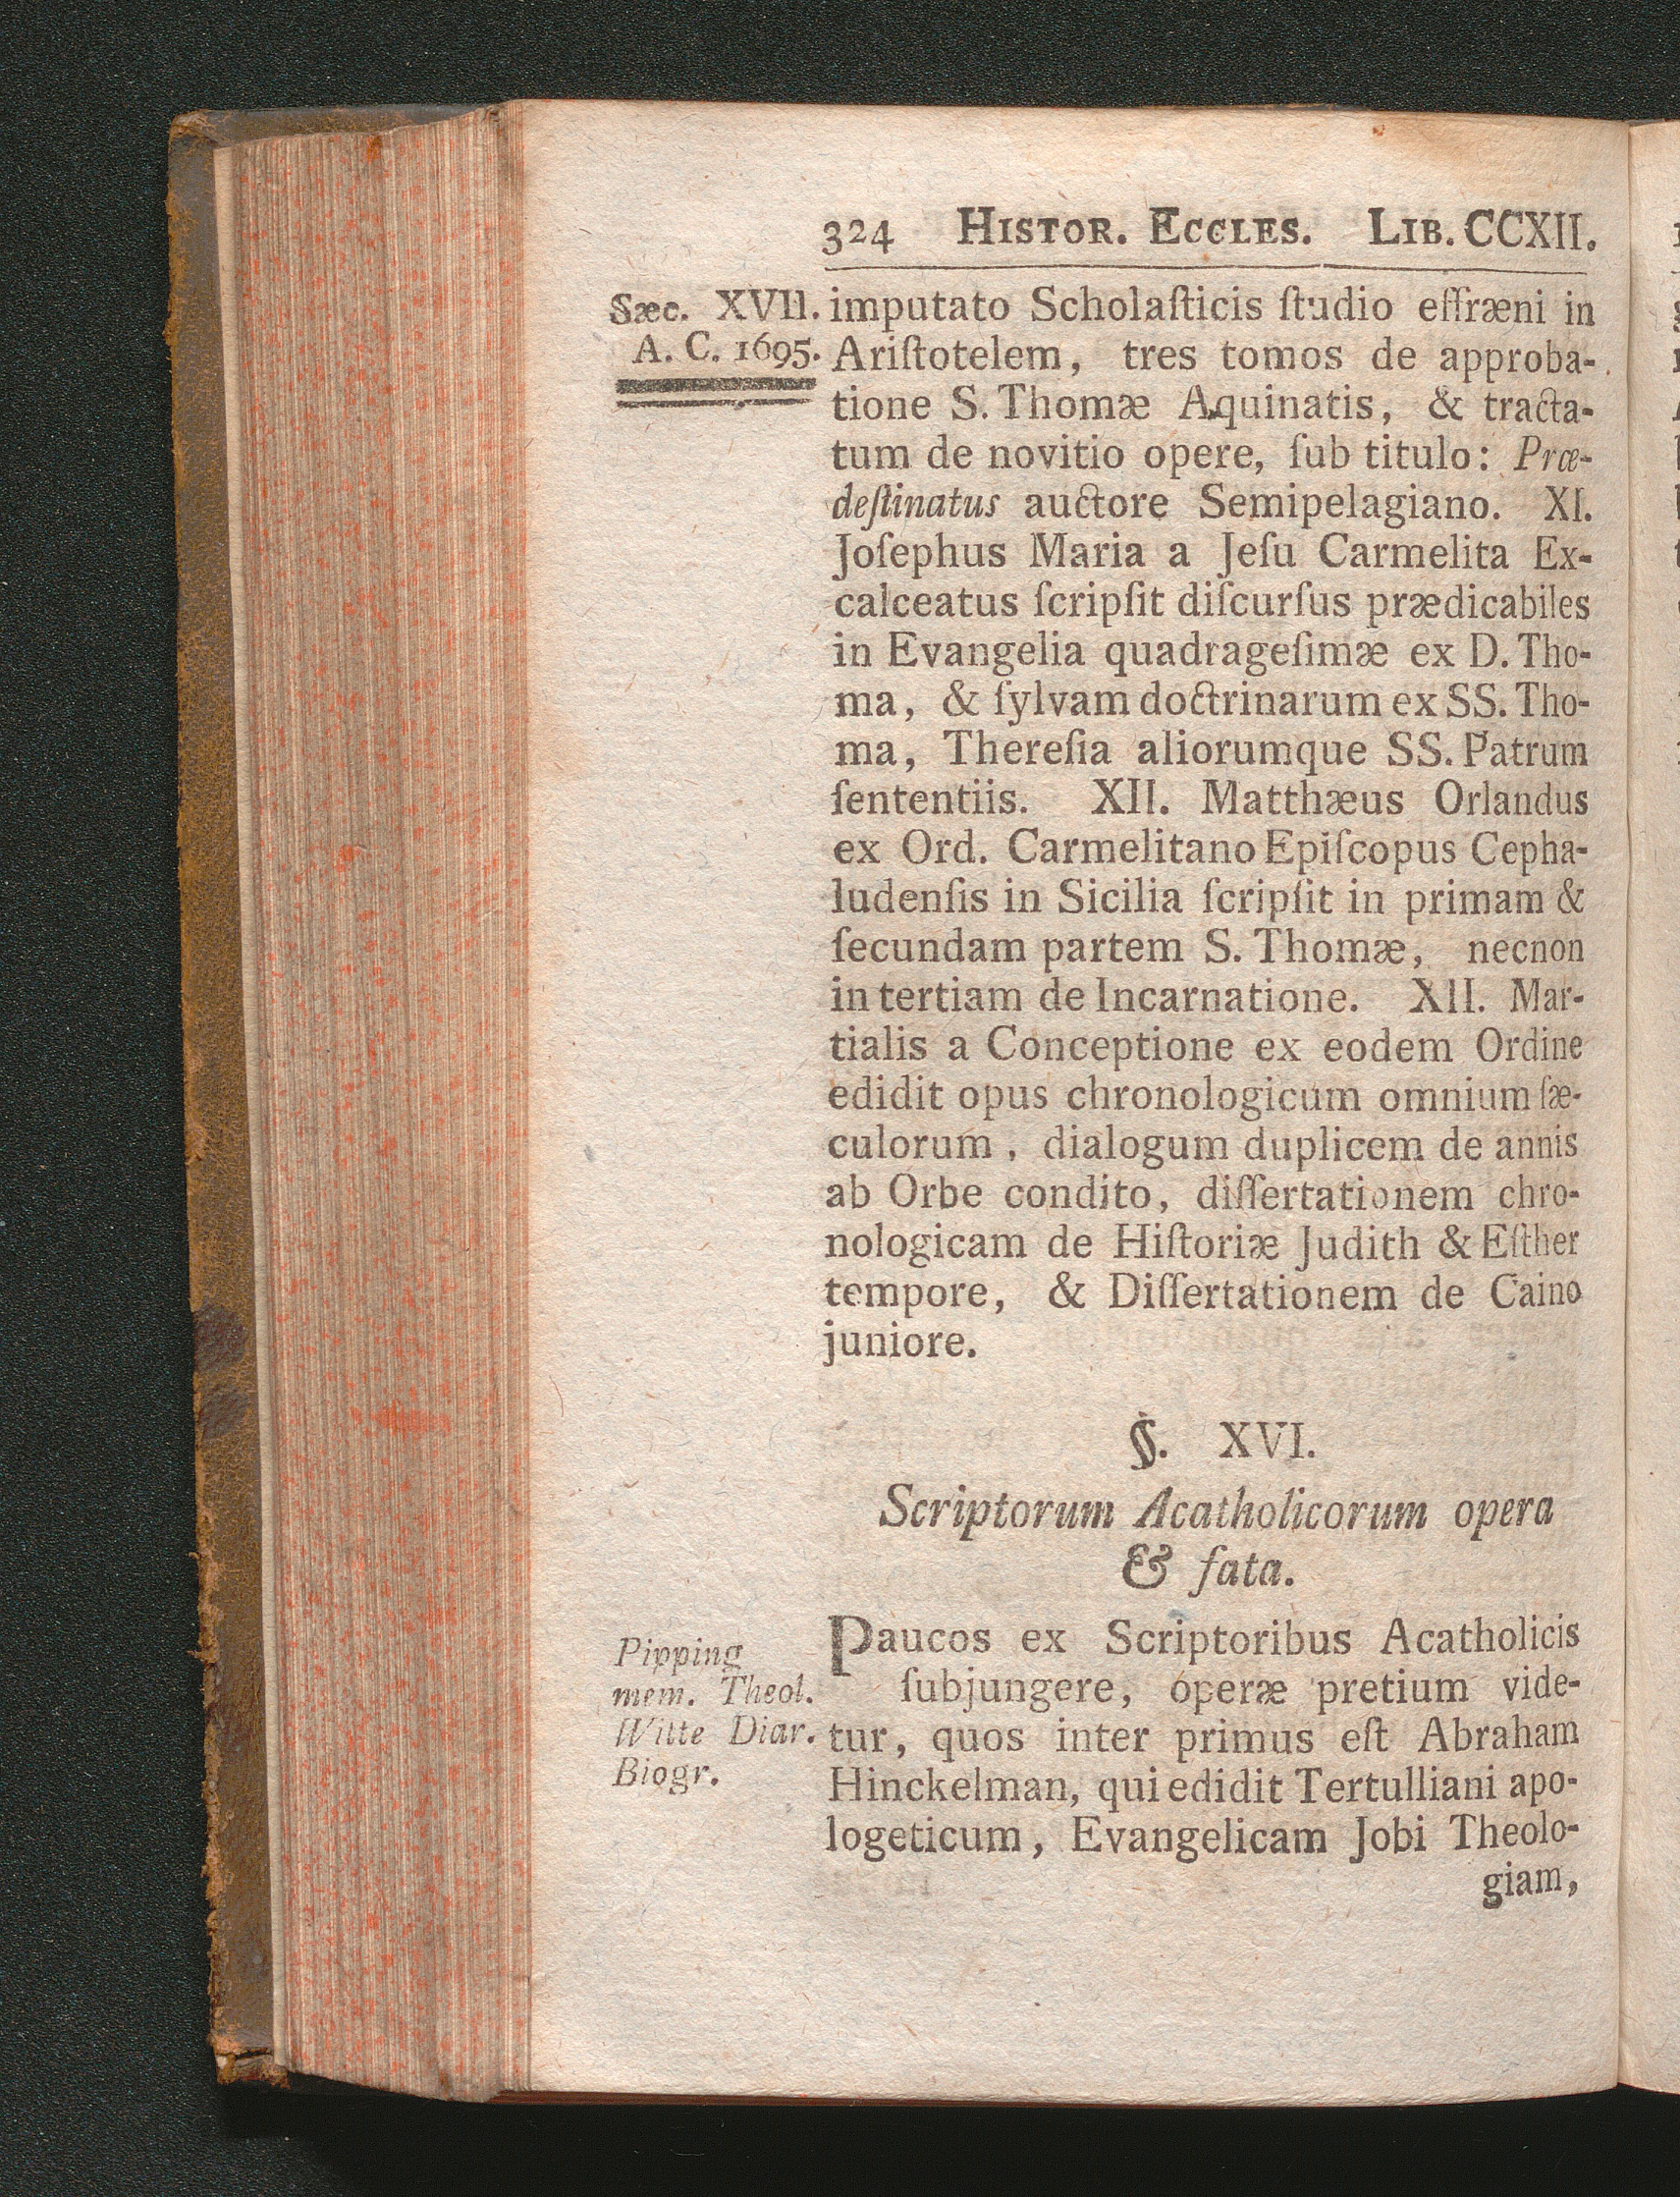 324 HISTOR. ECCLES. LIB. CCXII.
Sæc. XVII.
A. C. 1695.
imputato Scholaſticis ſtudio effræni in
Ariſtotelem, tres tomos de approba-
tione S. Thomæ Aquinatis, & tracta-
tum de novitio opere, ſub titulo: Præ-
deſtinatus auctore Semipelagiano. XI.
Joſephus Maria a Jeſu Carmelita Ex-
calceatus ſcripſit diſcurſus prædicabiles
in Evangelia quadrageſimæ ex D. Tho-
ma, & ſylvam doctrinarum ex SS. Tho-
ma, Thereſia aliorumque SS. Patrum
ſententiis. XII. Matthæus Orlandus
ex Ord. Carmelitano Epiſcopus Cepha-
ludenſis in Sicilia ſcripſit in primam &
ſecundam partem S. Thomæ, necnon
in tertiam de Incarnatione. XII. Mar-
tialis a Conceptione ex eodem Ordine
edidit opus chronologicum omnium ſæ-
culorum, dialogum duplicem de annis
ab Orbe condito, diſſertationem chro-
nologicam de Hiſtoriæ Judith & Eſther
tempore, & Diſſertationem de Caino
juniore.
§. XVI.
Scriptorum Acatholicorum opera
& fata.
Pipping
mem. Theol.
Witte Diar.
Biogr.
Paucos ex Scriptoribus Acatholicis
ſubjungere, operæ pretium vide-
tur, quos inter primus eſt Abraham
Hinckelman, qui edidit Tertulliani apo-
logeticum, Evangelicam Jobi Theolo-
giam,